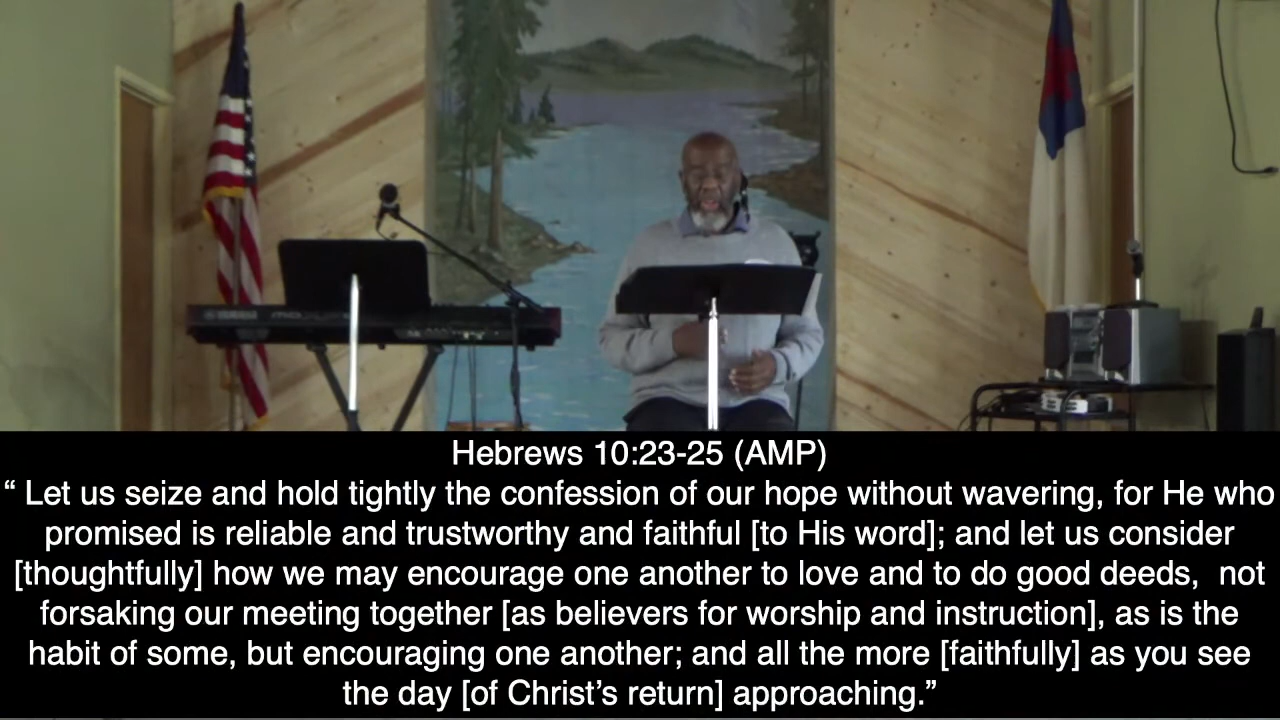 YAMAHA
Hebrews 10:23-25 (AMP)
“ Let us seize and hold tightly the confession of our hope without wavering, for He who
promised is reliable and trustworthy and faithful [to His word]; and let us consider
[thoughtfully] how we may encourage one another to love and to do good deeds,  not
forsaking our meeting together [as believers for worship and instruction], as is the
habit of some, but encouraging one another; and all the more [faithfully] as you see
the day [of Christ’s return] approaching.”